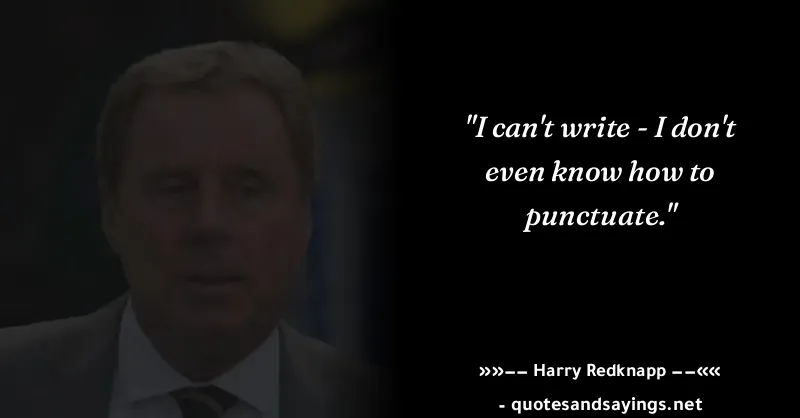 "I can't write - I don't
even know how to
punctuate."
»»–– Harry Redknapp ––««
- quotesandsayings.net